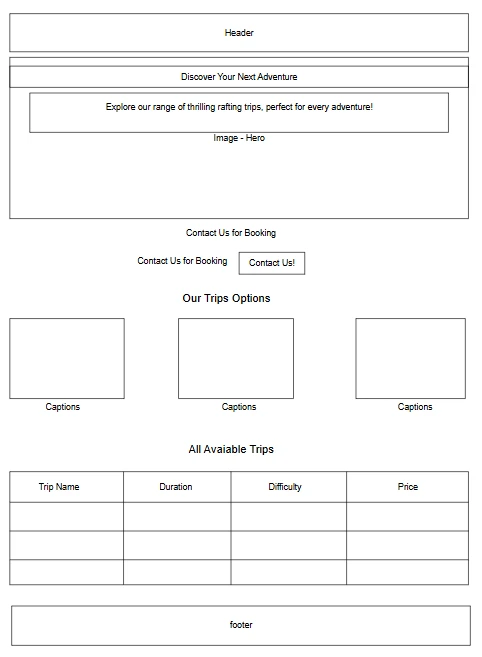 Header
Discover Your Next Adventure
Explore our range of thrilling rafting trips, perfect for every adventure!
Image - Hero
Contact Us for Booking
Contact Us for Booking Contact Us!
Our Trips Options
Captions Captions Captions
All Avaiable Trips
Trip Name Duration Difficulty Price
footer